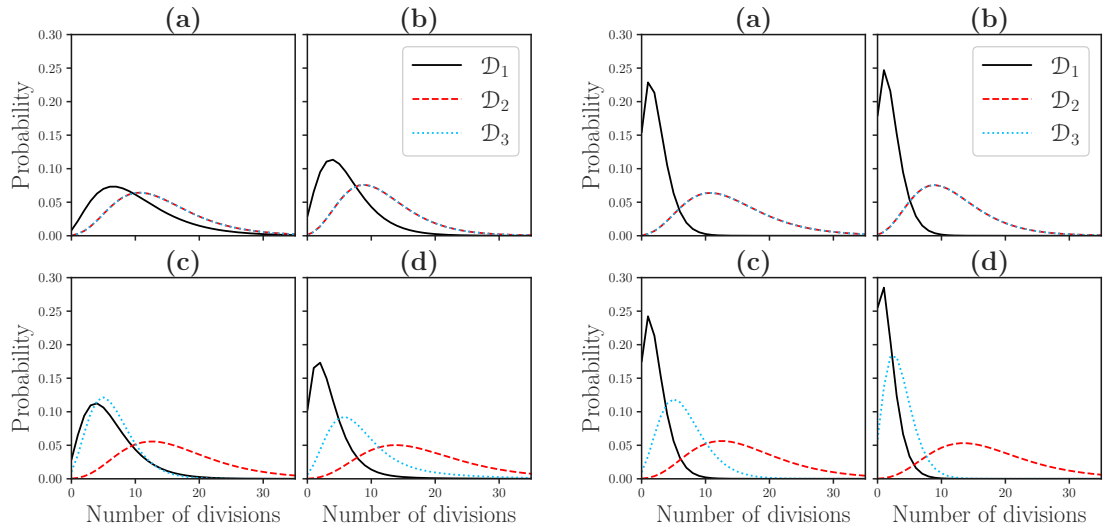 (a) (b) (a) (b)
0.30 0.30
0.25 0.25
0.20 0.20
0.15 0.15
0.10 0.10
0.05 0.05
0.00 0.00
Probability Probability
𝒟₁ 𝒟₁
𝒟₂ 𝒟₂
𝒟₃ 𝒟₃
(c) (d) (c) (d)
0.30 0.30
0.25 0.25
0.20 0.20
0.15 0.15
0.10 0.10
0.05 0.05
0.00 0.00
Probability Probability
0 10 20 30 0 10 20 30 0 10 20 30 0 10 20 30
Number of divisions Number of divisions Number of divisions Number of divisions